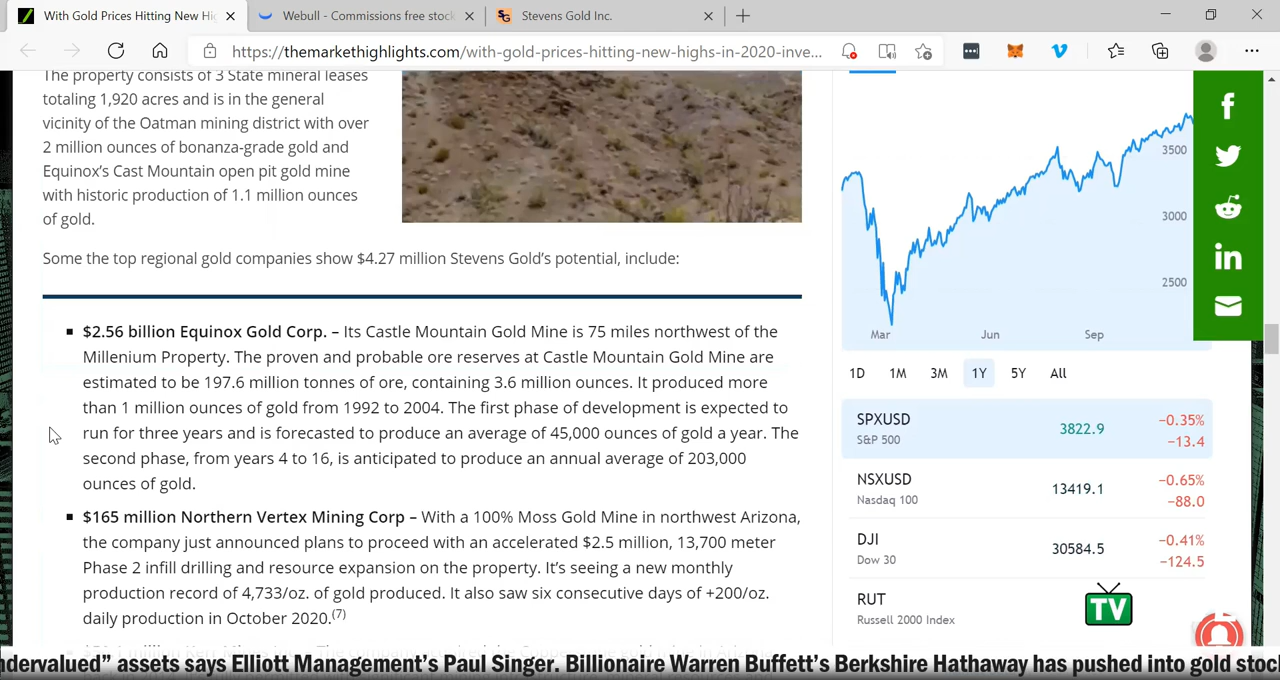 With Gold Prices Hitting New Hi
Webull - Commissions free stock
Stevens Gold Inc.
https://themarkethighlights.com/with-gold-prices-hitting-new-highs-in-2020-inve...
The property consists of 3 State mineral leases
totaling 1,920 acres and is in the general
vicinity of the Oatman mining district with over
2 million ounces of bonanza-grade gold and
Equinox's Cast Mountain open pit gold mine
with historic production of 1.1 million ounces
of gold.
Some the top regional gold companies show $4.27 million Stevens Gold's potential, include:
$2.56 billion Equinox Gold Corp. – Its Castle Mountain Gold Mine is 75 miles northwest of the
Millenium Property. The proven and probable ore reserves at Castle Mountain Gold Mine are
estimated to be 197.6 million tonnes of ore, containing 3.6 million ounces. It produced more
than 1 million ounces of gold from 1992 to 2004. The first phase of development is expected to
run for three years and is forecasted to produce an average of 45,000 ounces of gold a year. The
second phase, from years 4 to 16, is anticipated to produce an annual average of 203,000
ounces of gold.
$165 million Northern Vertex Mining Corp – With a 100% Moss Gold Mine in northwest Arizona,
the company just announced plans to proceed with an accelerated $2.5 million, 13,700 meter
Phase 2 infill drilling and resource expansion on the property. It's seeing a new monthly
production record of 4,733/oz. of gold produced. It also saw six consecutive days of +200/oz.
daily production in October 2020.(7)
3500
3000
2500
Mar Jun Sep
1D 1M 3M 1Y 5Y All
SPXUSD 3822.9 −0.35%
S&P 500 −13.4
NSXUSD 13419.1 −0.65%
Nasdaq 100 −88.0
DJI 30584.5 −0.41%
Dow 30 −124.5
RUT
Russell 2000 Index
TV
ndervalued” assets says Elliott Management's Paul Singer. Billionaire Warren Buffett's Berkshire Hathaway has pushed into gold stoc